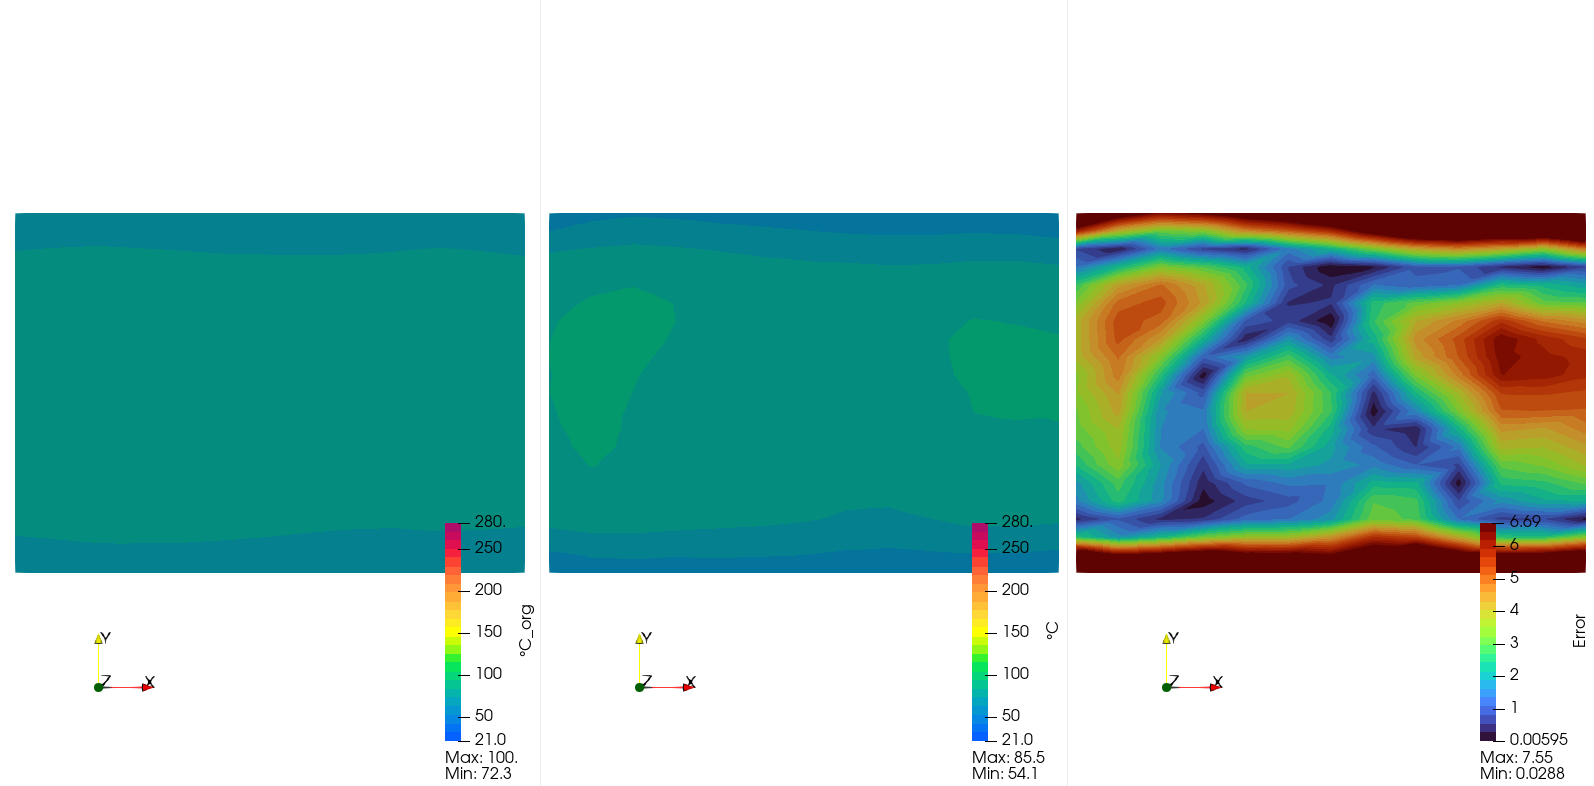 280.
250
200
150
100
50
21.0
°C_org
Max: 100.
Min: 72.3
Y
Z
X
280.
250
200
150
100
50
21.0
°C
Max: 85.5
Min: 54.1
Y
Z
X
6.69
6
5
4
3
2
1
0.00595
Error
Max: 7.55
Min: 0.0288
Y
Z
X